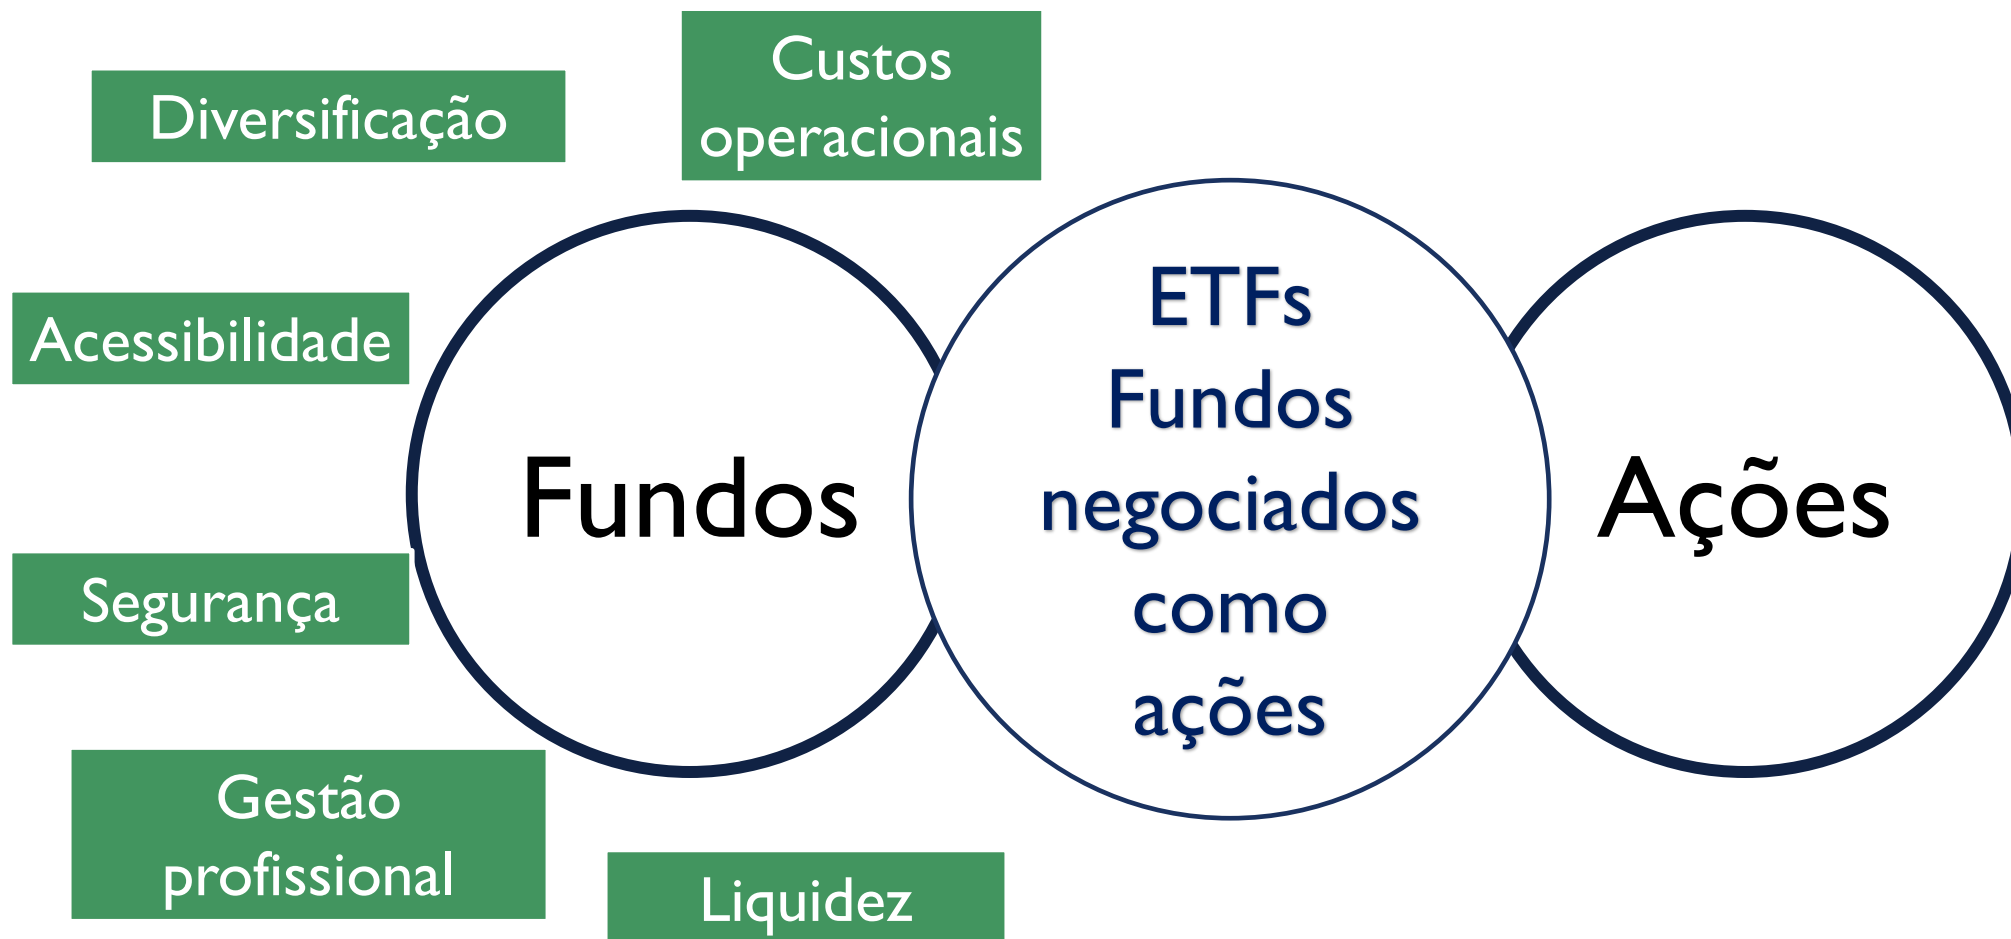 Custos
operacionais
Diversificação
Acessibilidade
Segurança
Gestão
profissional
Liquidez
Fundos
ETFs
Fundos
negociados
como
ações
Ações